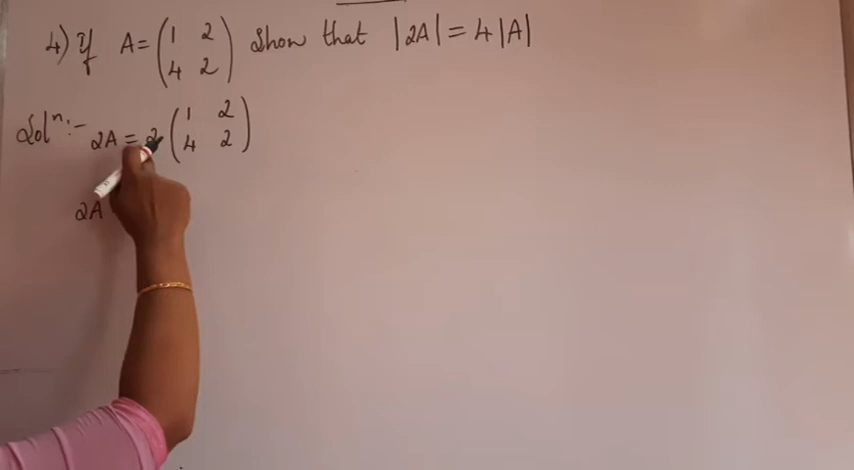 4) If A = ( 1 2 ) Show that |2A| = 4 |A|
4 2
Soln:- 2A = 2 ( 1 2 )
4 2
2A